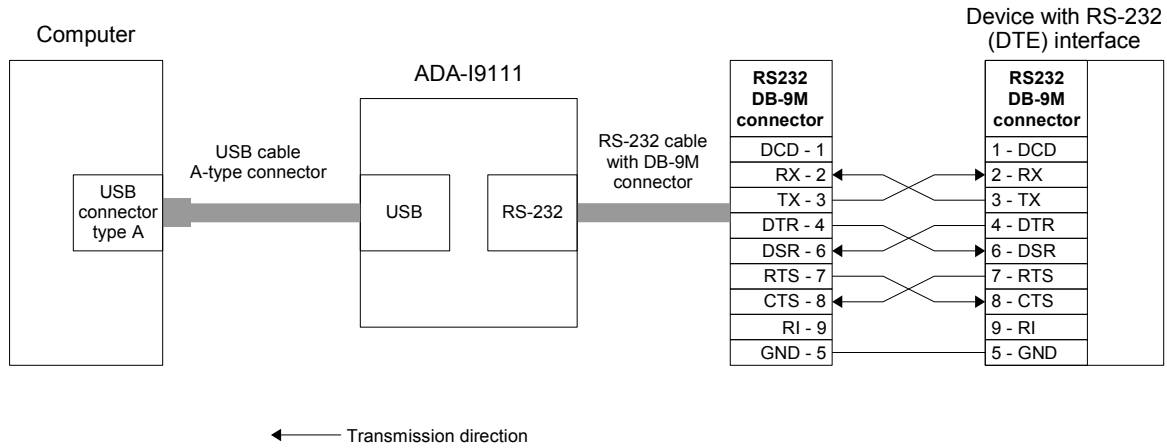 Device with RS-232
(DTE) interface
Computer
ADA-I9111
RS232
DB-9M
connector
RS232
DB-9M
connector
USB cable
A-type connector
RS-232 cable
with DB-9M
connector
USB
connector
type A
USB
RS-232
DCD - 1
1 - DCD
RX - 2
2 - RX
TX - 3
3 - TX
DTR - 4
4 - DTR
DSR - 6
6 - DSR
RTS - 7
7 - RTS
CTS - 8
8 - CTS
RI - 9
9 - RI
GND - 5
5 - GND
Transmission direction